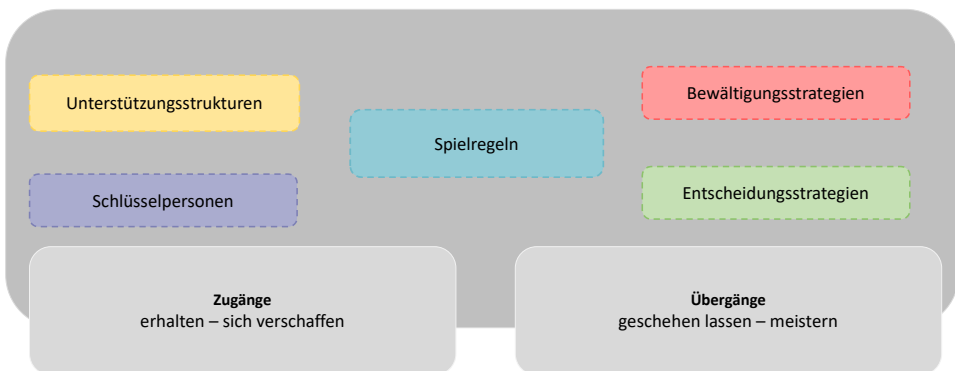 Unterstützungsstrukturen
Schlüsselpersonen
Spielregeln
Bewältigungsstrategien
Entscheidungsstrategien
Zugänge
erhalten – sich verschaffen
Übergänge
geschehen lassen – meistern